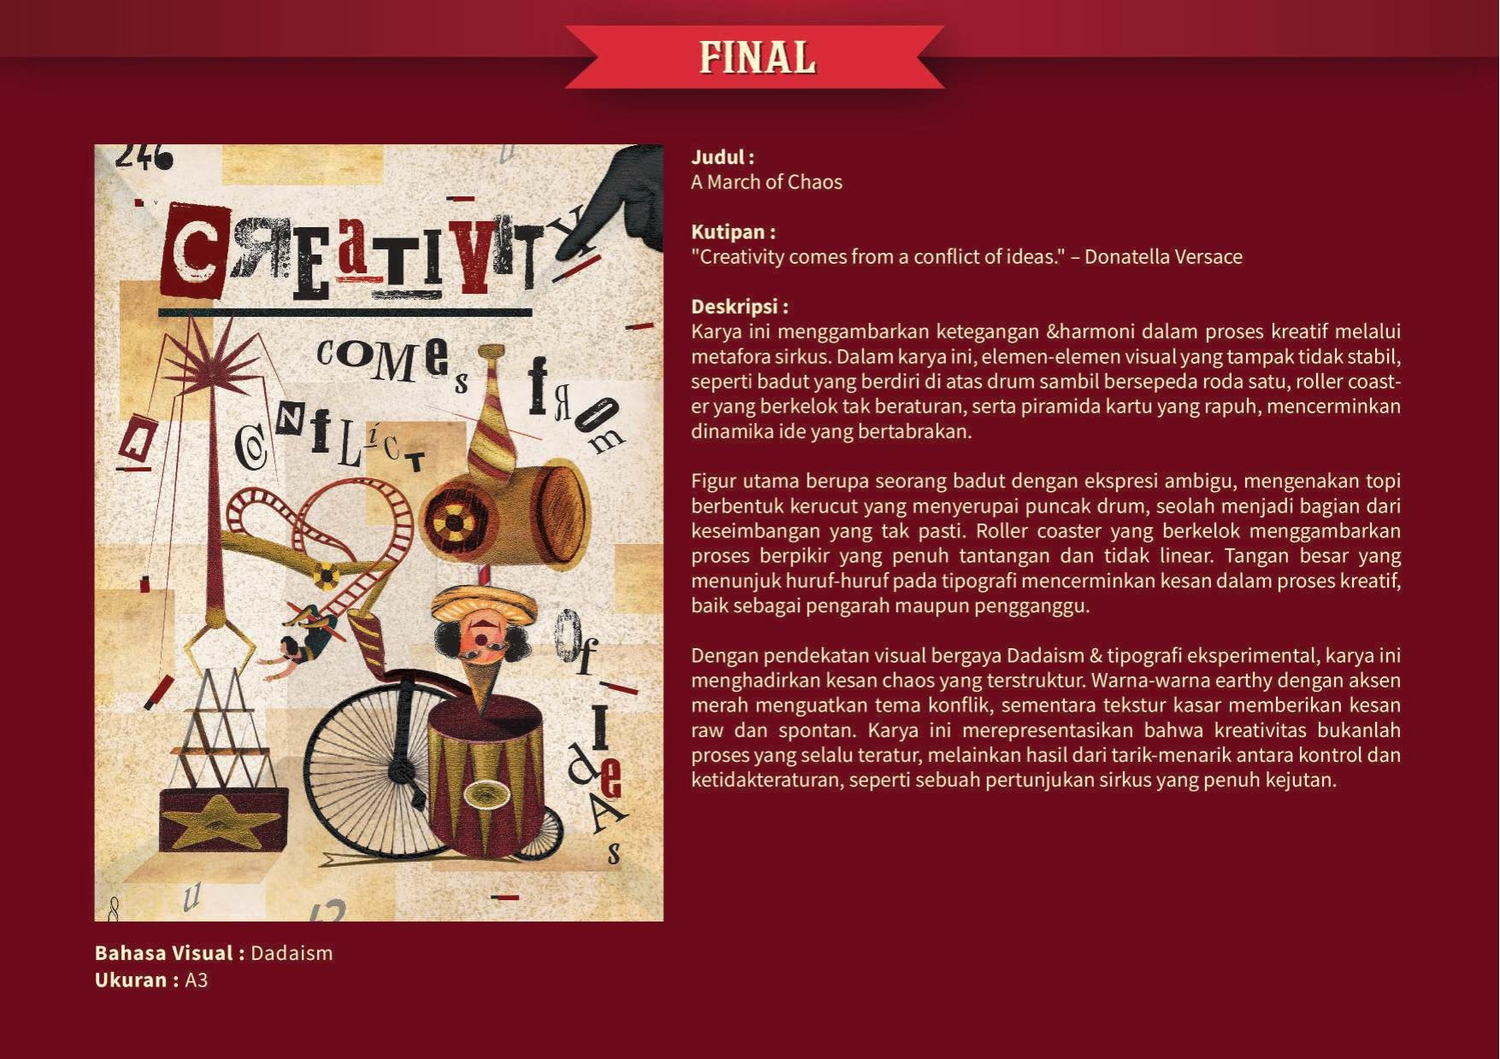 FINAL
246
CREATIVITY
COMes
frOm
A
CONfLicT
Of
IdeAs
u
8
Judul :
A March of Chaos
Kutipan :
"Creativity comes from a conflict of ideas." – Donatella Versace
Deskripsi :
Karya ini menggambarkan ketegangan &harmoni dalam proses kreatif melalui
metafora sirkus. Dalam karya ini, elemen-elemen visual yang tampak tidak stabil,
seperti badut yang berdiri di atas drum sambil bersepeda roda satu, roller coast-
er yang berkelok tak beraturan, serta piramida kartu yang rapuh, mencerminkan
dinamika ide yang bertabrakan.
Figur utama berupa seorang badut dengan ekspresi ambigu, mengenakan topi
berbentuk kerucut yang menyerupai puncak drum, seolah menjadi bagian dari
keseimbangan yang tak pasti. Roller coaster yang berkelok menggambarkan
proses berpikir yang penuh tantangan dan tidak linear. Tangan besar yang
menunjuk huruf-huruf pada tipografi mencerminkan kesan dalam proses kreatif,
baik sebagai pengarah maupun pengganggu.
Dengan pendekatan visual bergaya Dadaism & tipografi eksperimental, karya ini
menghadirkan kesan chaos yang terstruktur. Warna-warna earthy dengan aksen
merah menguatkan tema konflik, sementara tekstur kasar memberikan kesan
raw dan spontan. Karya ini merepresentasikan bahwa kreativitas bukanlah
proses yang selalu teratur, melainkan hasil dari tarik-menarik antara kontrol dan
ketidakteraturan, seperti sebuah pertunjukan sirkus yang penuh kejutan.
Bahasa Visual : Dadaism
Ukuran : A3